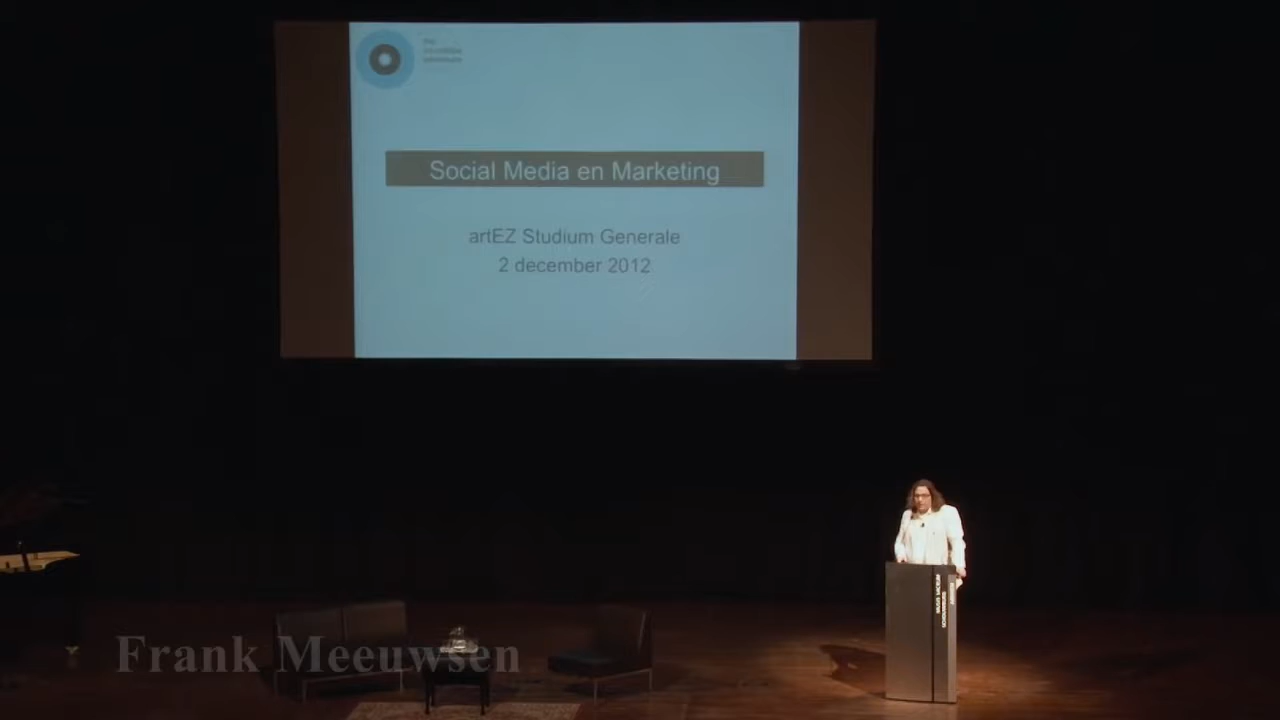 Social Media en Marketing
artEZ Studium Generale
2 december 2012
Frank Meeuwsen